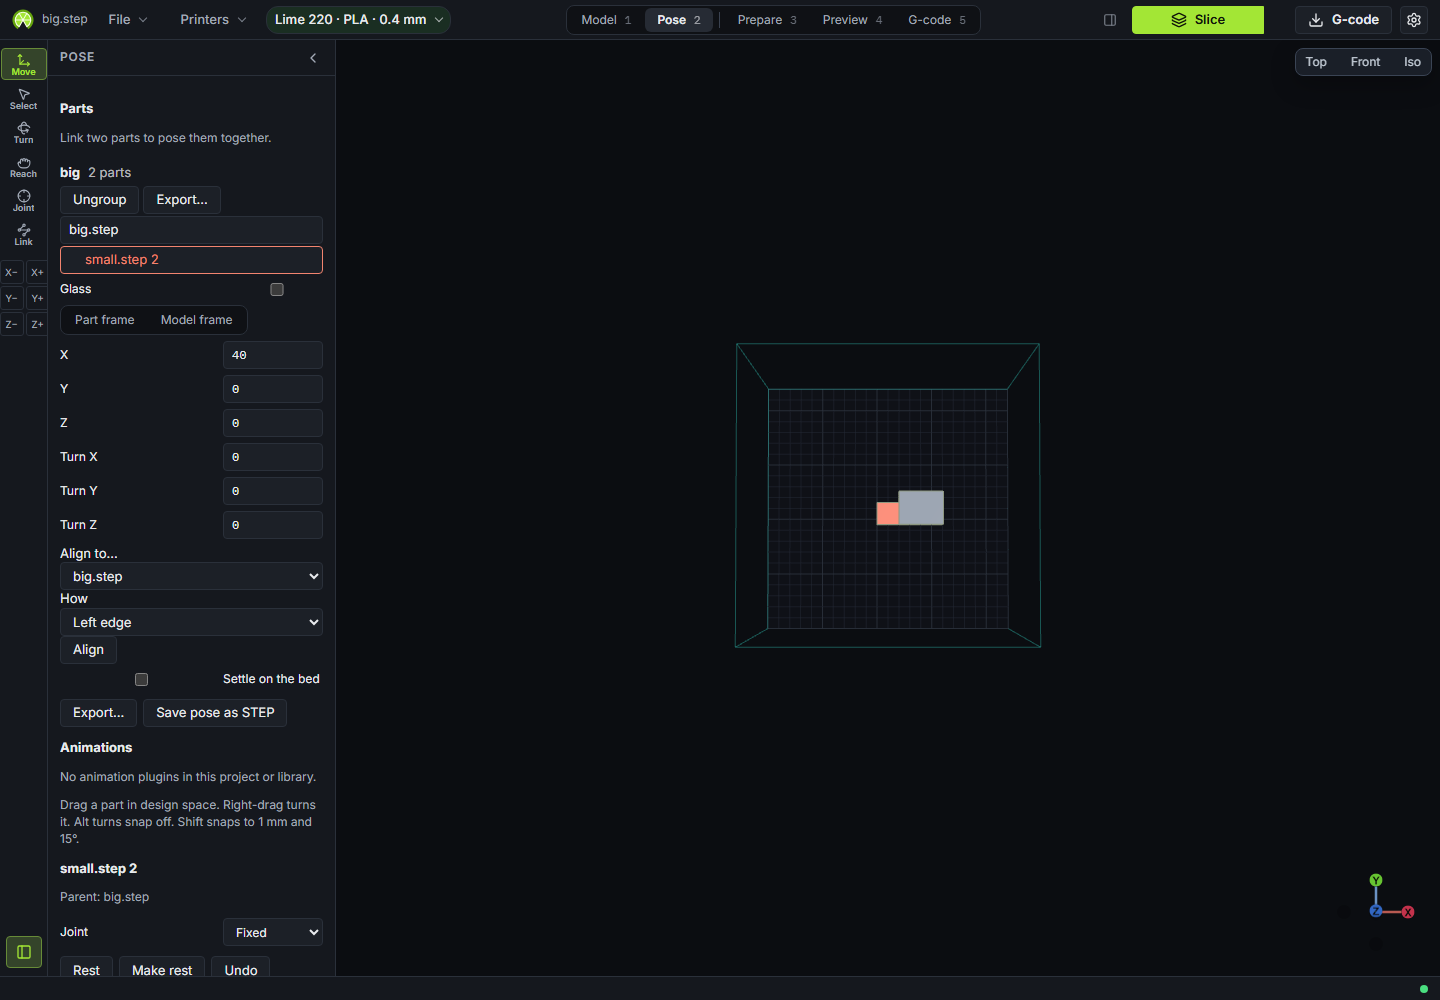 big.step
File
Printers
Lime 220 · PLA · 0.4 mm
Model 1
Pose 2
Prepare 3
Preview 4
G-code 5
Slice
G-code
Move
Select
Turn
Reach
Joint
Link
X− X+
Y− Y+
Z− Z+
POSE
Parts
Link two parts to pose them together.
big 2 parts
Ungroup
Export...
big.step
small.step 2
Glass
Part frame
Model frame
X 40
Y 0
Z 0
Turn X 0
Turn Y 0
Turn Z 0
Align to...
big.step
How
Left edge
Align
Settle on the bed
Export...
Save pose as STEP
Animations
No animation plugins in this project or library.
Drag a part in design space. Right-drag turns
it. Alt turns snap off. Shift snaps to 1 mm and
15°.
small.step 2
Parent: big.step
Joint Fixed
Rest
Make rest
Undo
Top
Front
Iso
Y
Z
X